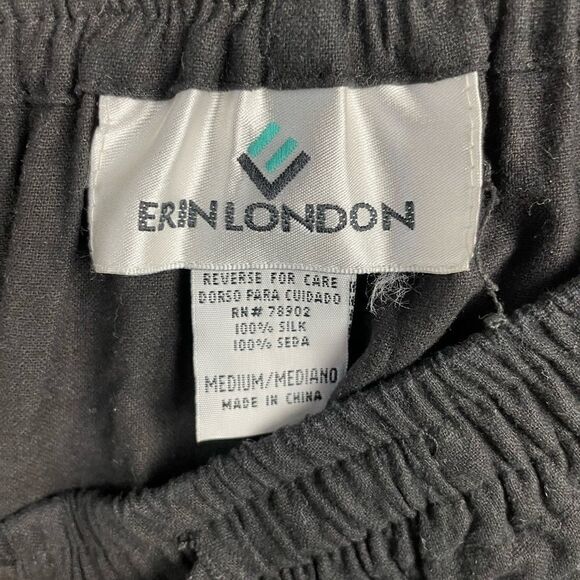 ERIN LONDON
REVERSE FOR CARE
DORSO PARA CUIDADO
RN# 78902
100% SILK
100% SEDA
MEDIUM/MEDIANO
MADE IN CHINA